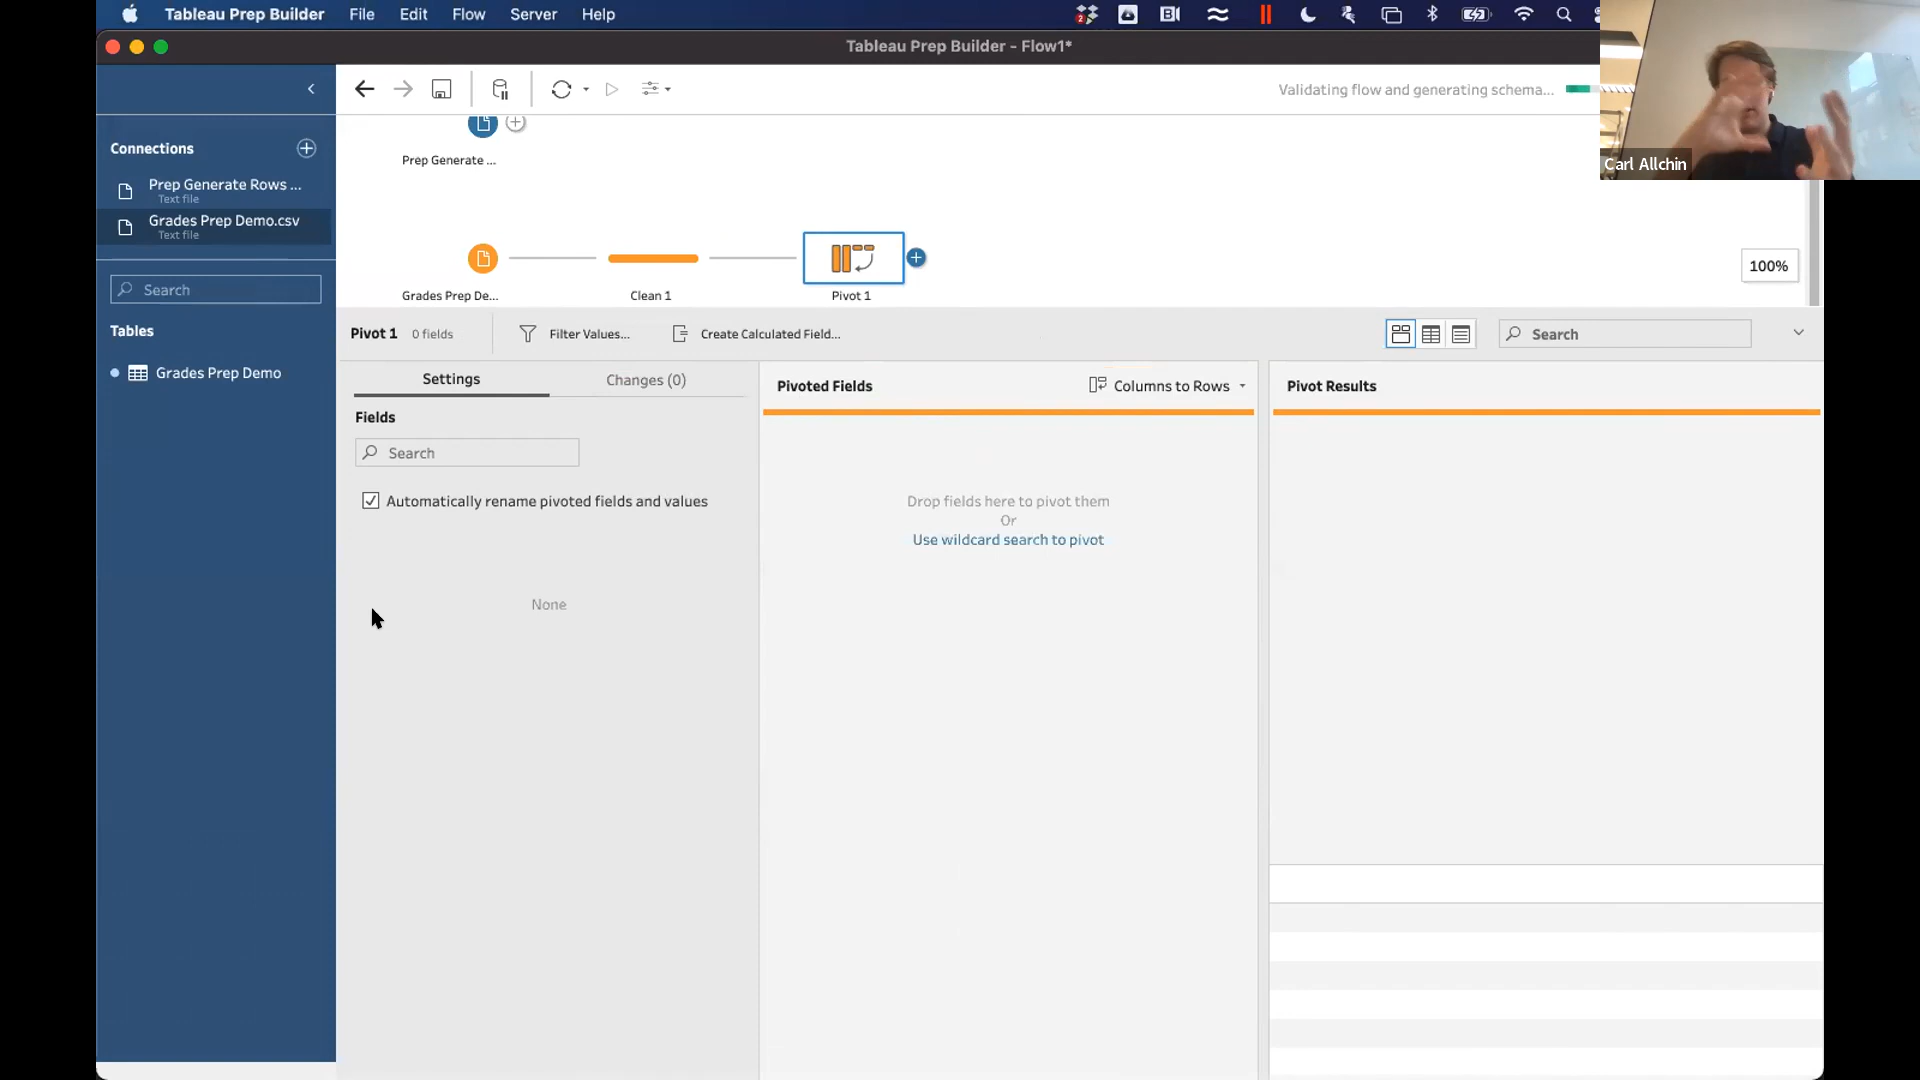 Tableau Prep Builder File Edit Flow Server Help
Tableau Prep Builder - Flow1*
Validating flow and generating schema...
Carl Allchin
Connections
Prep Generate Rows ...
Text file
Grades Prep Demo.csv
Text file
Search
Tables
Grades Prep Demo
Prep Generate ...
Grades Prep De...
Clean 1
Pivot 1
100%
Pivot 1 0 fields Filter Values... Create Calculated Field... Search
Settings Changes (0)
Fields
Search
Automatically rename pivoted fields and values
None
Pivoted Fields Columns to Rows
Drop fields here to pivot them
Or
Use wildcard search to pivot
Pivot Results